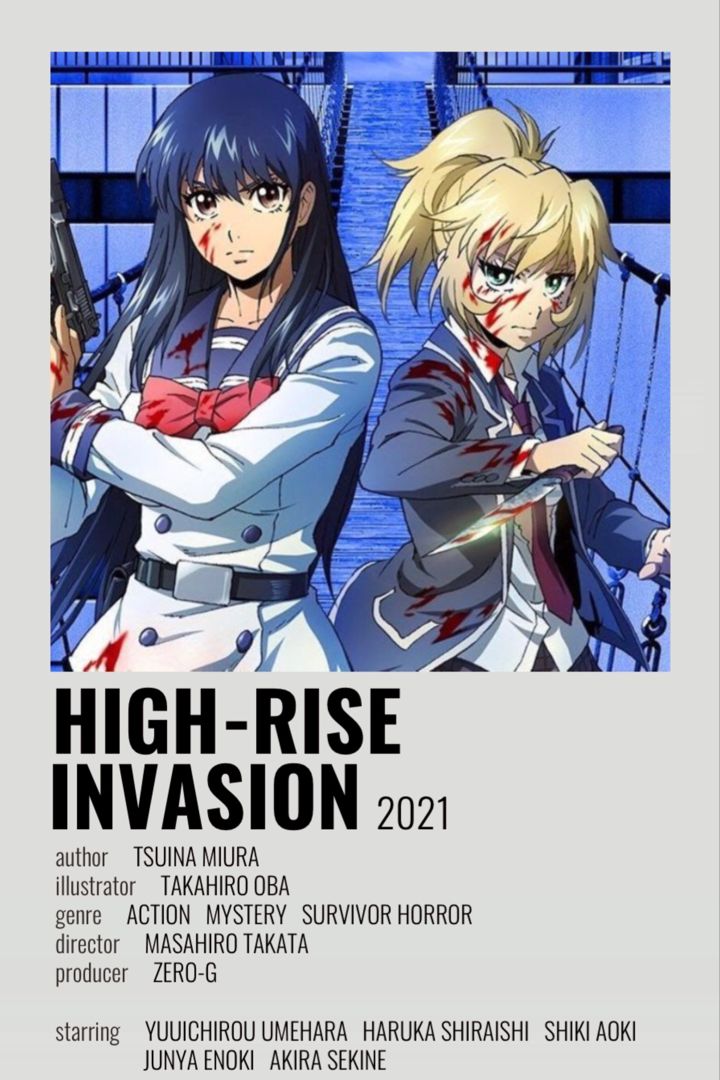 HIGH-RISE
INVASION 2021
author TSUINA MIURA
illustrator TAKAHIRO OBA
genre ACTION MYSTERY SURVIVOR HORROR
director MASAHIRO TAKATA
producer ZERO-G
starring YUUICHIROU UMEHARA HARUKA SHIRAISHI SHIKI AOKI
JUNYA ENOKI AKIRA SEKINE